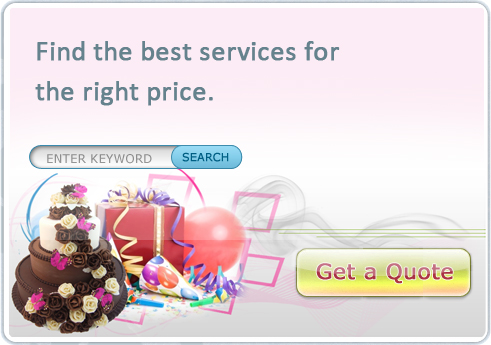 Find the best services for
the right price.
ENTER KEYWORD
SEARCH
Get a Quote